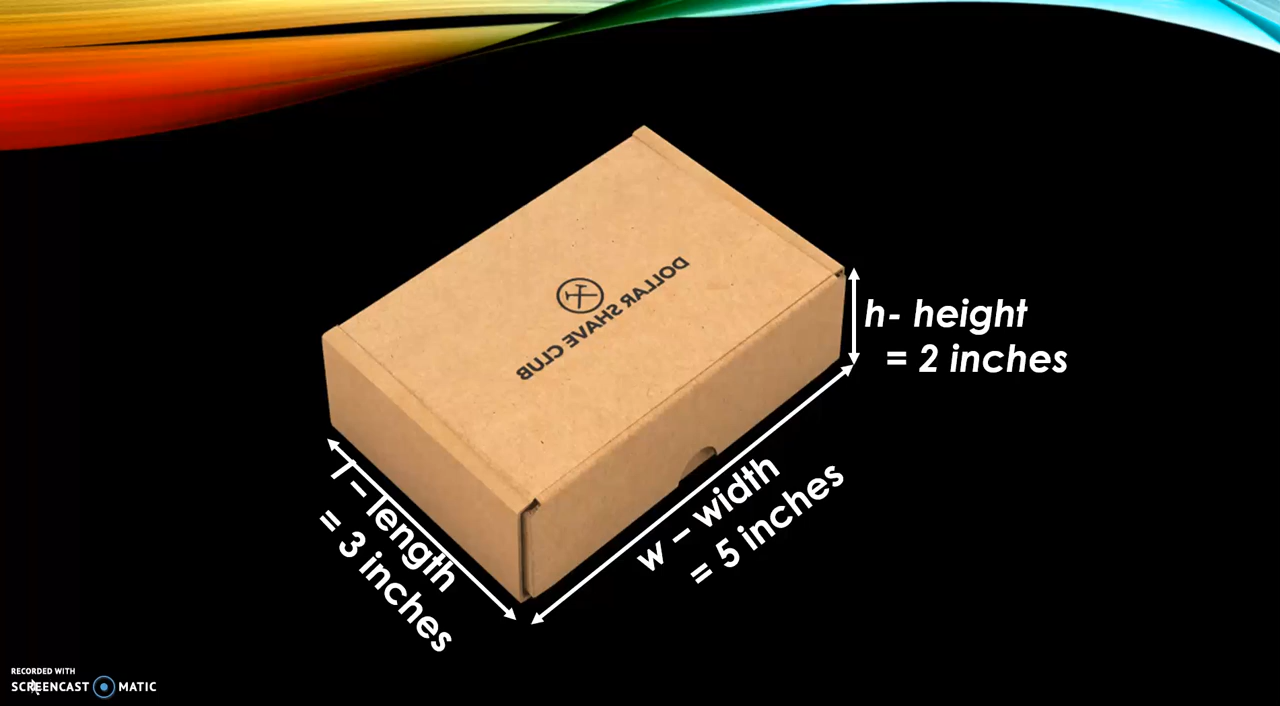 DOLLAR SHAVE CLUB
h- height
= 2 inches
l – length
= 3 inches
w – width
= 5 inches
RECORDED WITH
SCREENCAST MATIC